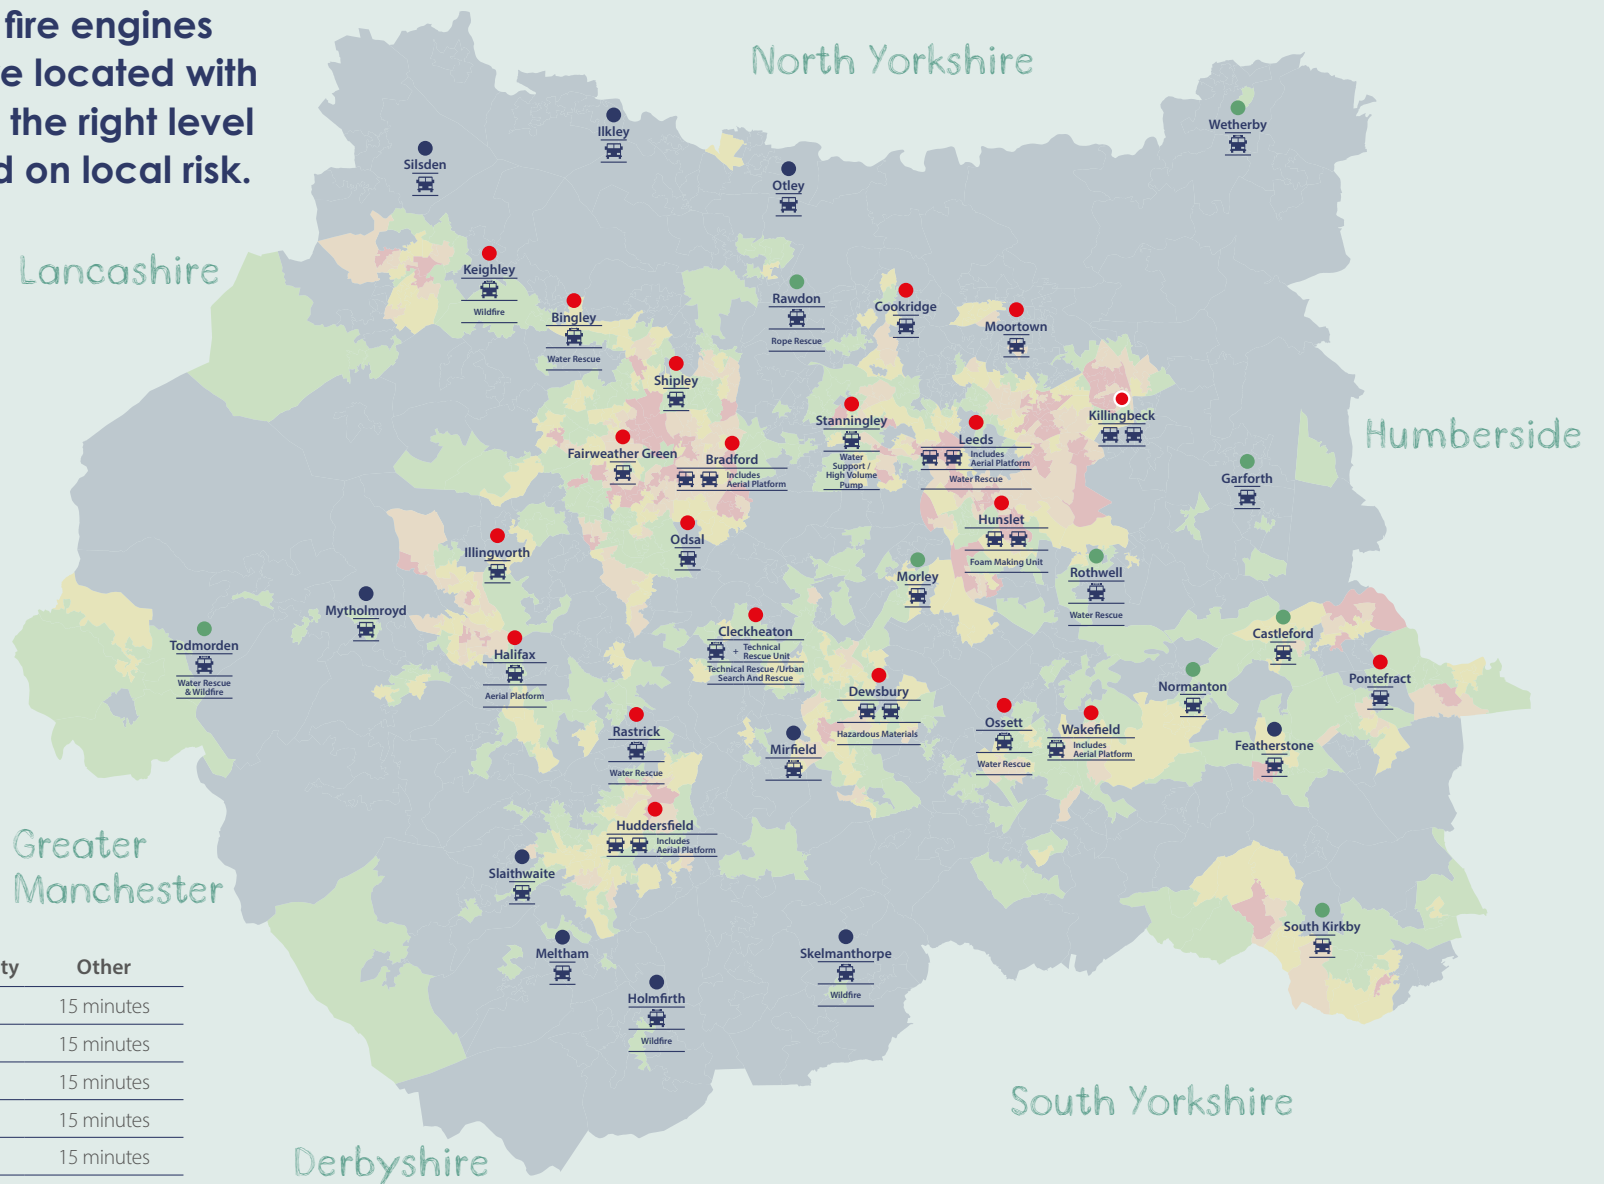 fire engines
e located with
the right level
d on local risk.
North Yorkshire
Lancashire
Humberside
Greater
Manchester
South Yorkshire
Derbyshire
Wetherby
Ilkley
Silsden
Otley
Keighley
Wildfire
Bingley
Water Rescue
Rawdon
Rope Rescue
Cookridge
Moortown
Shipley
Stanningley
Water
Support /
High Volume
Pump
Killingbeck
Leeds
Includes
Aerial Platform
Water Rescue
Fairweather Green
Bradford
Includes
Aerial Platform
Garforth
Hunslet
Foam Making Unit
Odsal
Illingworth
Morley
Rothwell
Water Rescue
Mytholmroyd
Todmorden
Water Rescue
& Wildfire
Halifax
Aerial Platform
Cleckheaton
+ Technical
Rescue Unit
Technical Rescue /Urban
Search And Rescue
Castleford
Pontefract
Normanton
Dewsbury
Hazardous Materials
Ossett
Water Rescue
Wakefield
Includes
Aerial Platform
Rastrick
Water Rescue
Mirfield
Featherstone
Huddersfield
Includes
Aerial Platform
Slaithwaite
South Kirkby
Meltham
Skelmanthorpe
Wildfire
Holmfirth
Wildfire
ty Other
15 minutes
15 minutes
15 minutes
15 minutes
15 minutes